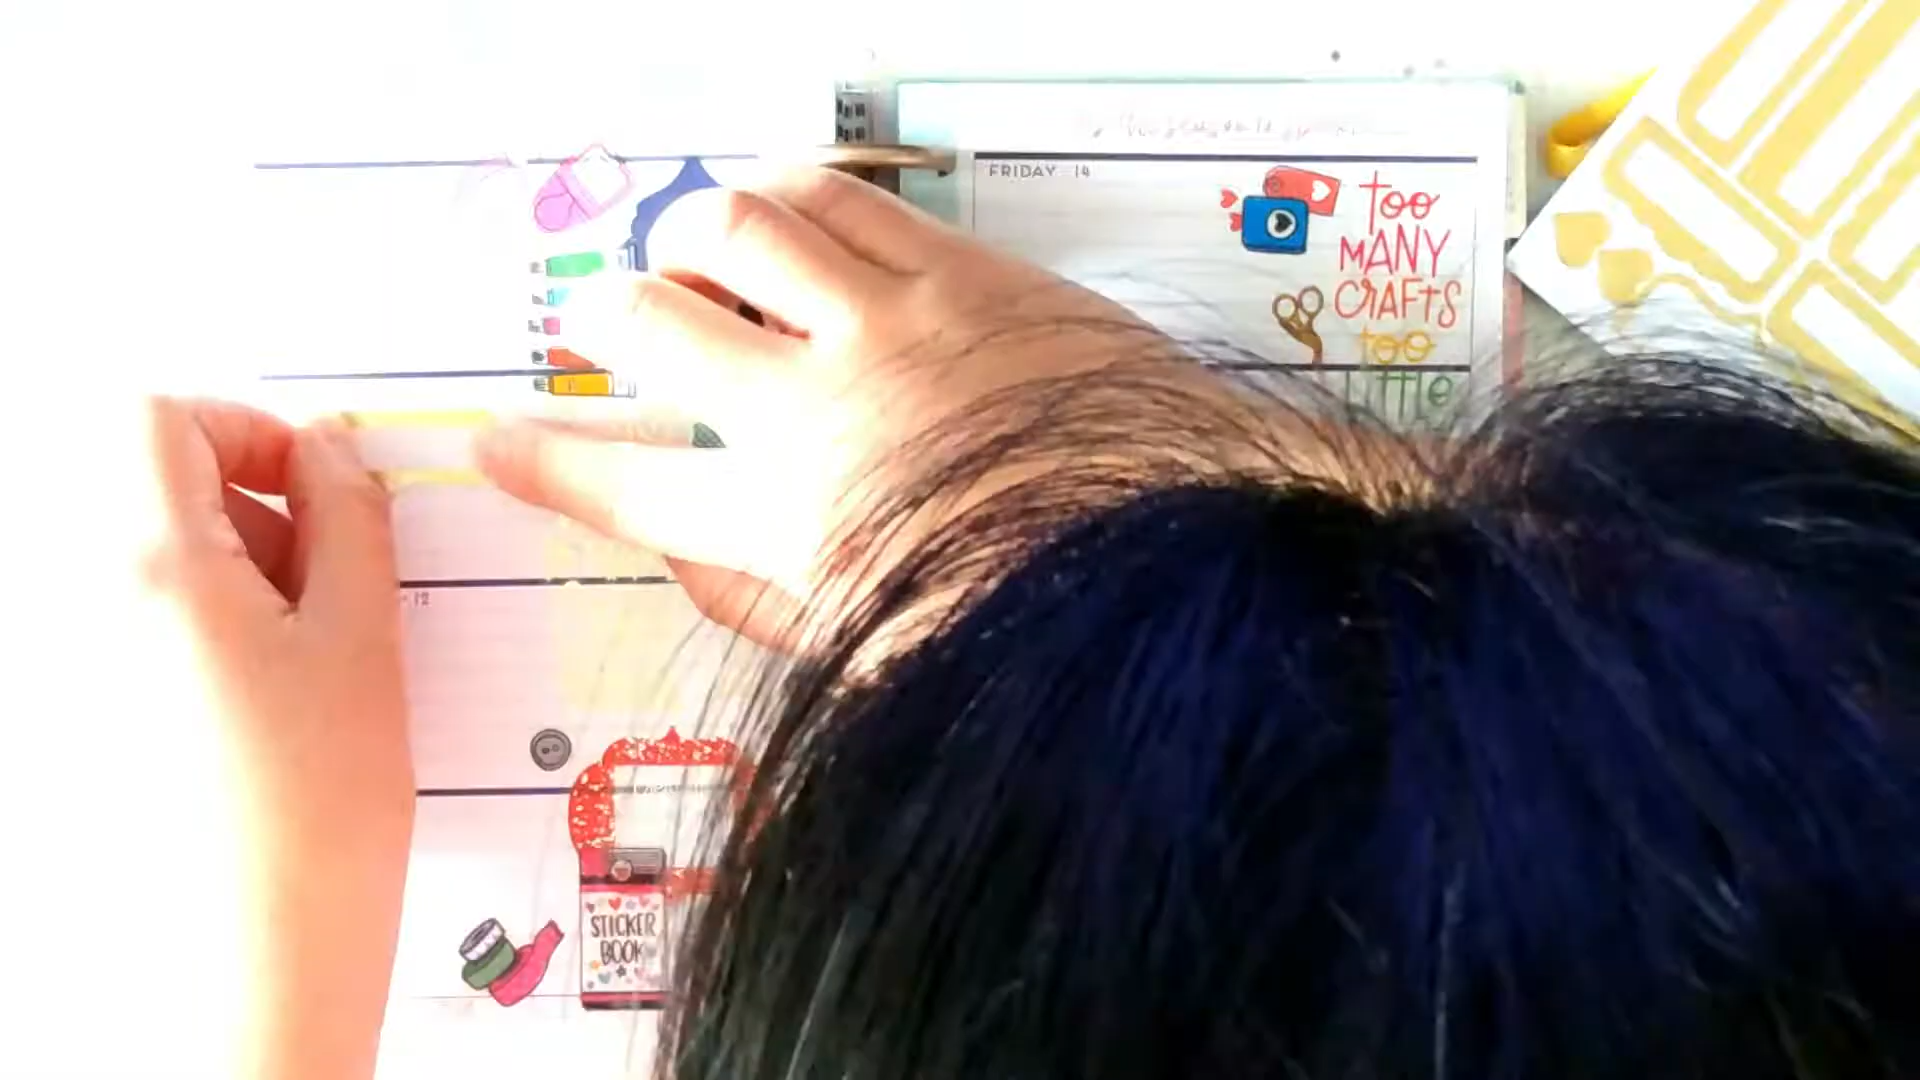 FRIDAY 14
too
MANY
CRAFTS
too
little
12
STICKER
BOOK